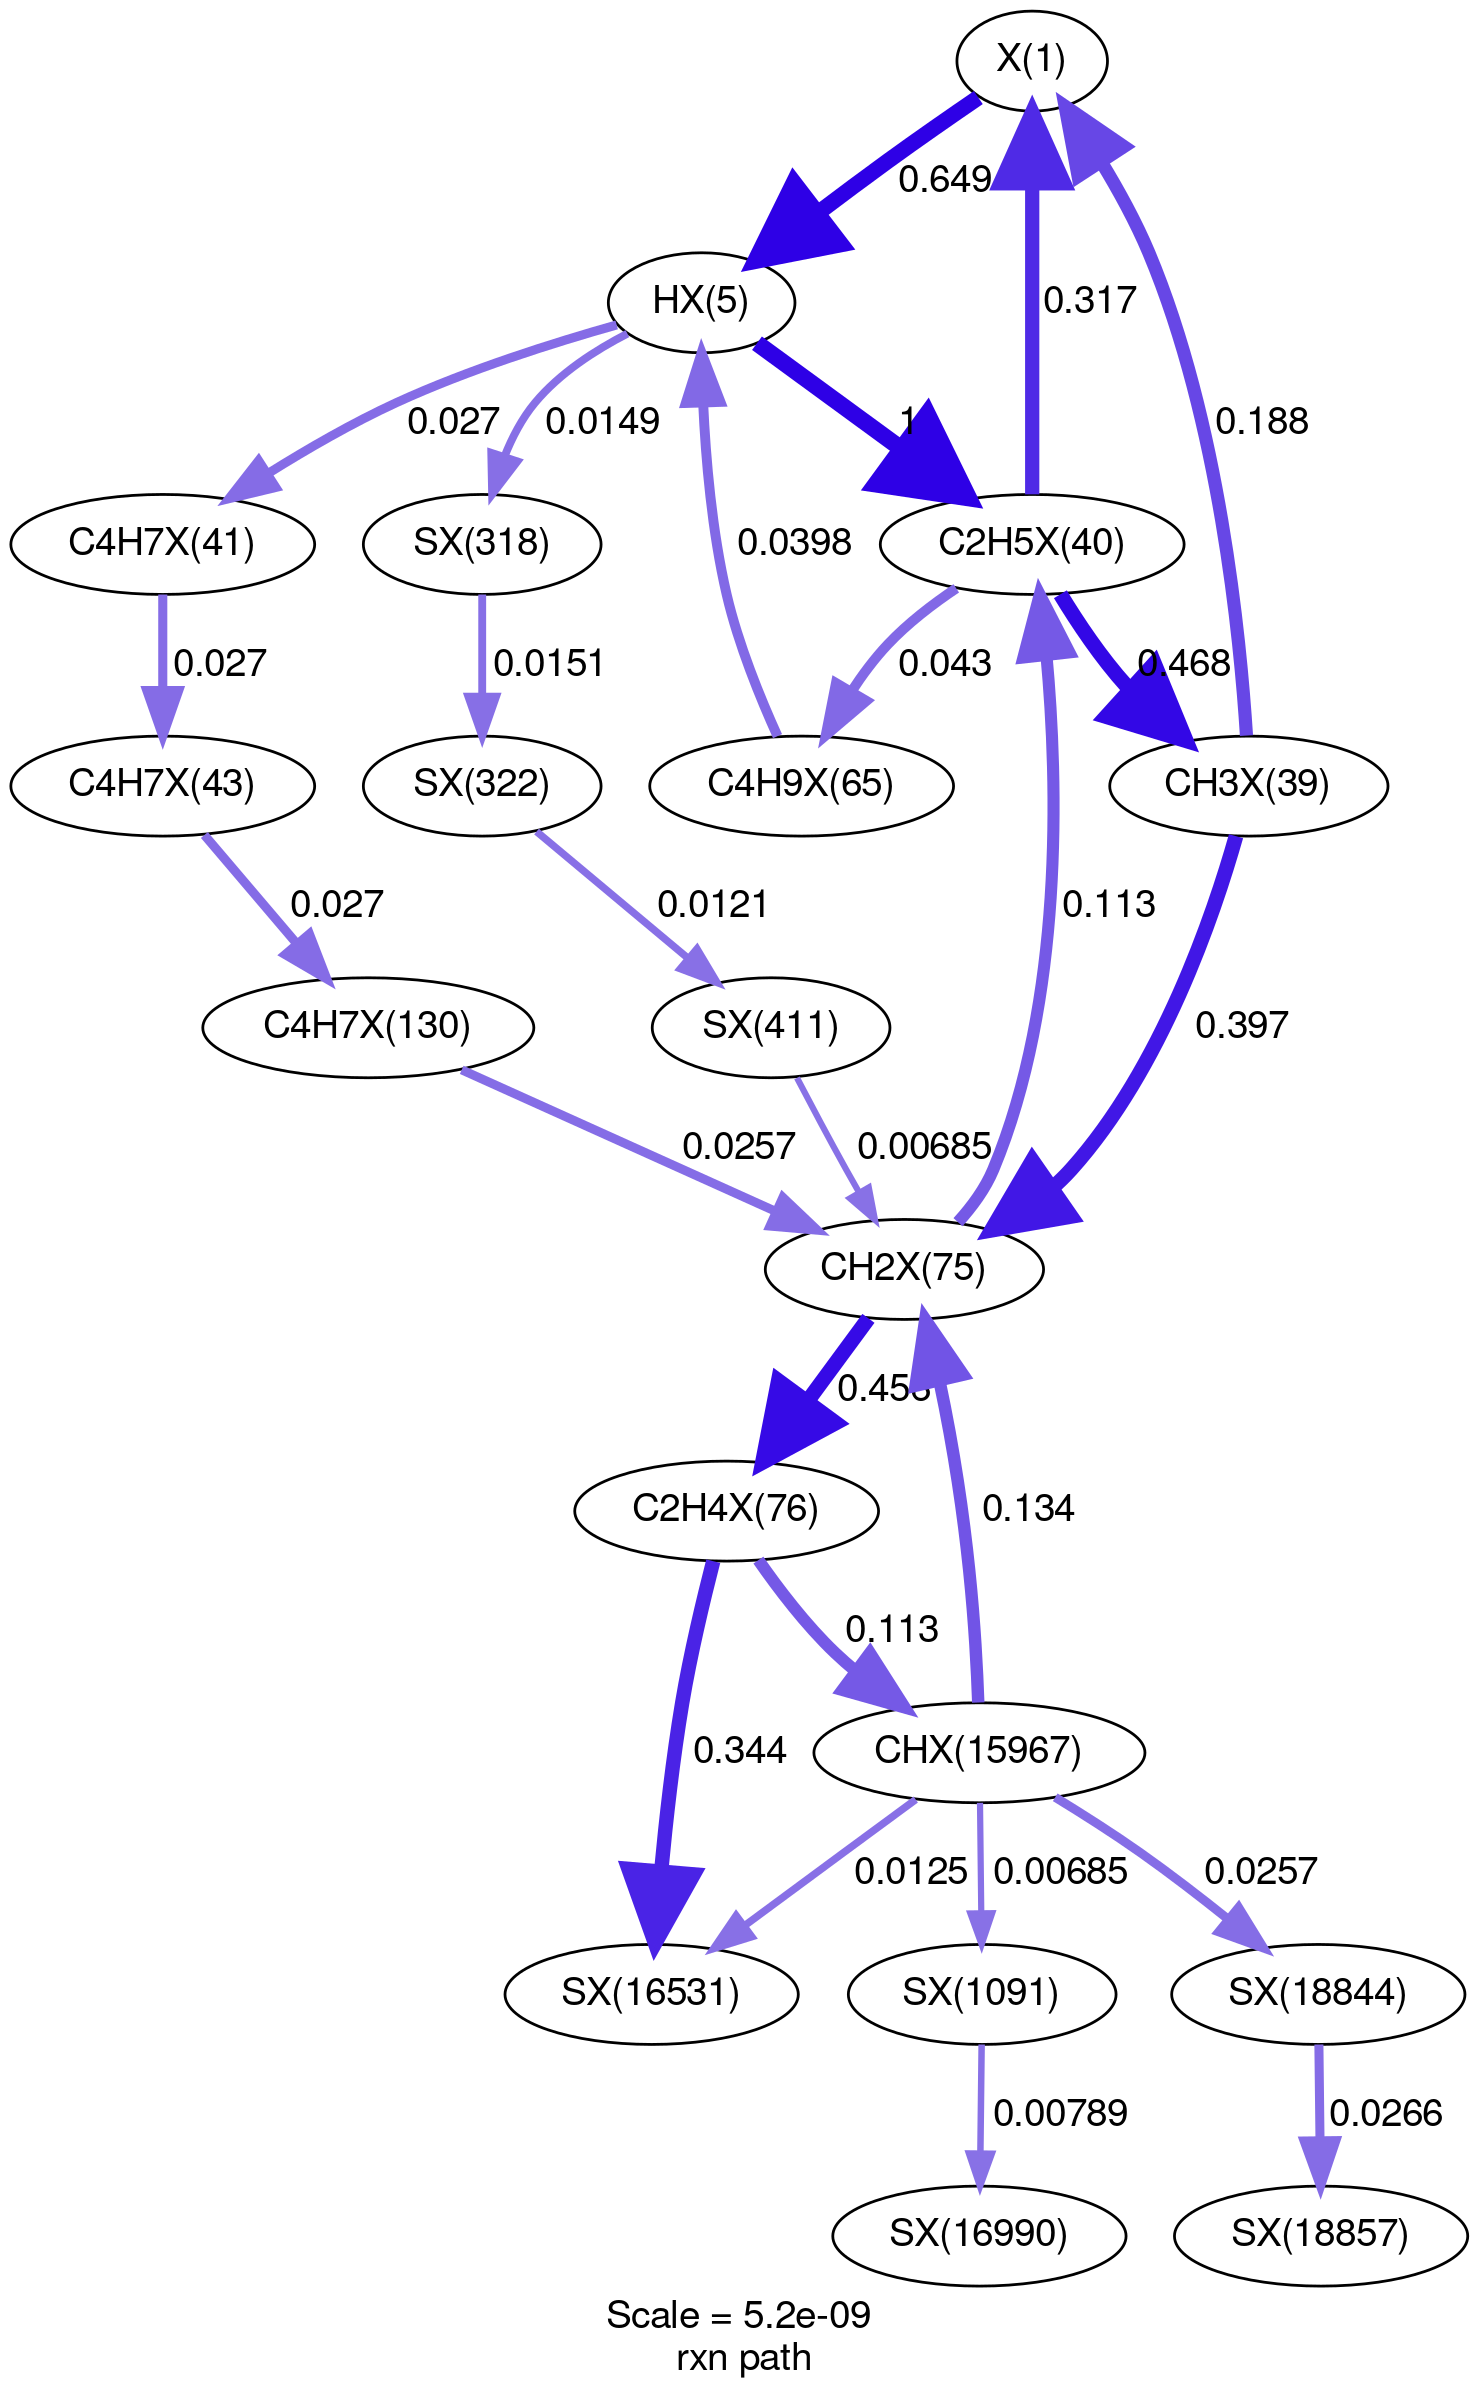 X(1)
0.649
HX(5)
0.317
0.027
0.0149
1
0.188
C4H7X(41)
SX(318)
0.0398
C2H5X(40)
0.027
0.0151
0.043
0.468
C4H7X(43)
SX(322)
C4H9X(65)
CH3X(39)
0.027
0.0121
0.113
C4H7X(130)
SX(411)
0.397
0.0257
0.00685
CH2X(75)
C2H4X(76)
0.134
0.113
0.344
CHX(15967)
0.0125
0.00685
0.0257
SX(16531)
SX(1091)
SX(18844)
0.00789
0.0266
SX(16990)
SX(18857)
Scale = 5.2e-09
rxn path